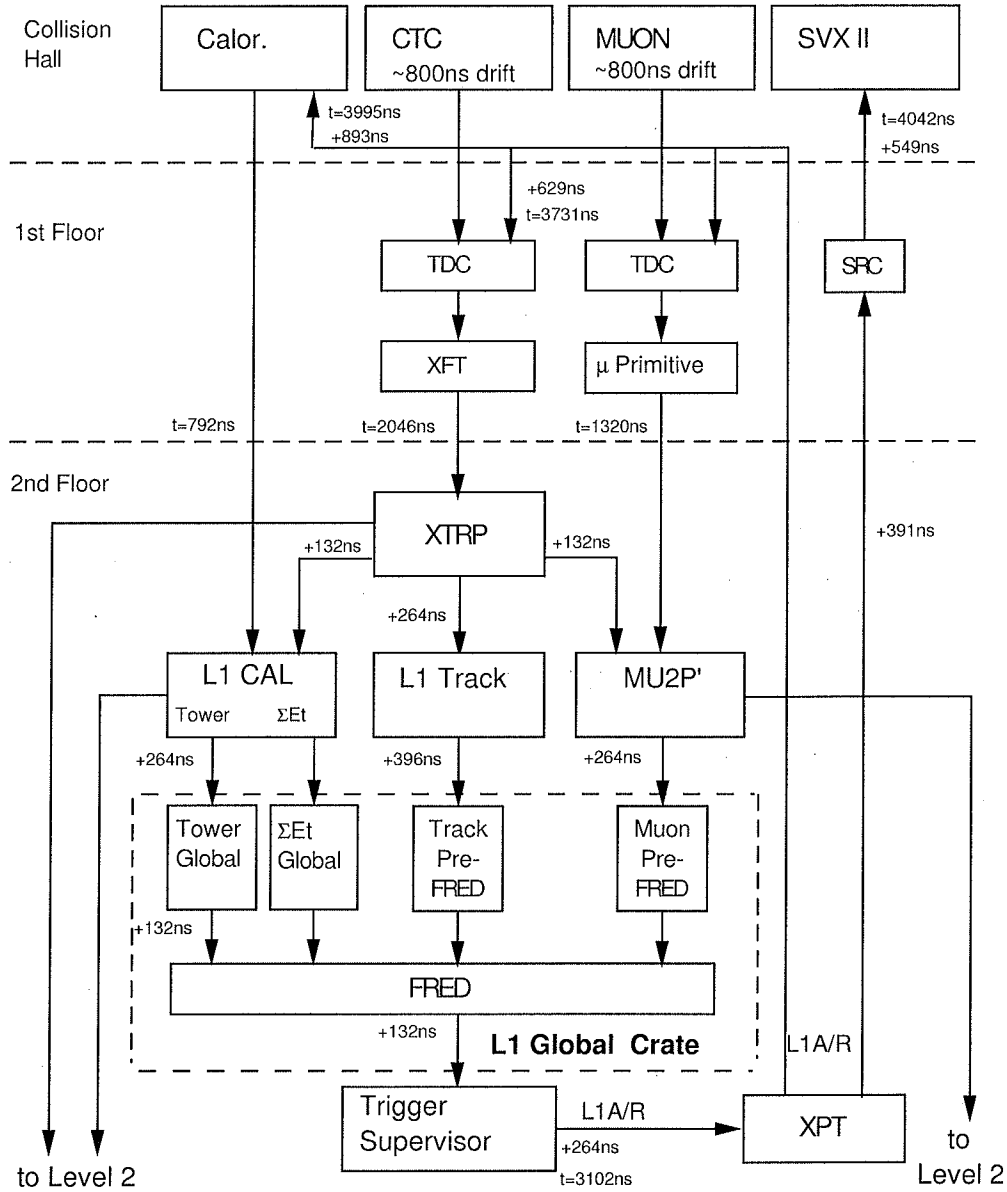 Collision
Hall
Calor.
CTC
~800ns drift
MUON
~800ns drift
SVX II
t=3995ns
+893ns
t=4042ns
+549ns
1st Floor
+629ns
t=3731ns
TDC
TDC
SRC
XFT
μ Primitive
t=792ns
t=2046ns
t=1320ns
2nd Floor
XTRP
+132ns
+132ns
+391ns
+264ns
L1 CAL
Tower
ΣEt
L1 Track
MU2P'
+264ns
+396ns
+264ns
Tower
Global
ΣEt
Global
Track
Pre-
FRED
Muon
Pre-
FRED
+132ns
FRED
+132ns
L1 Global Crate
L1A/R
Trigger
Supervisor
L1A/R
+264ns
t=3102ns
XPT
to Level 2
to
Level 2